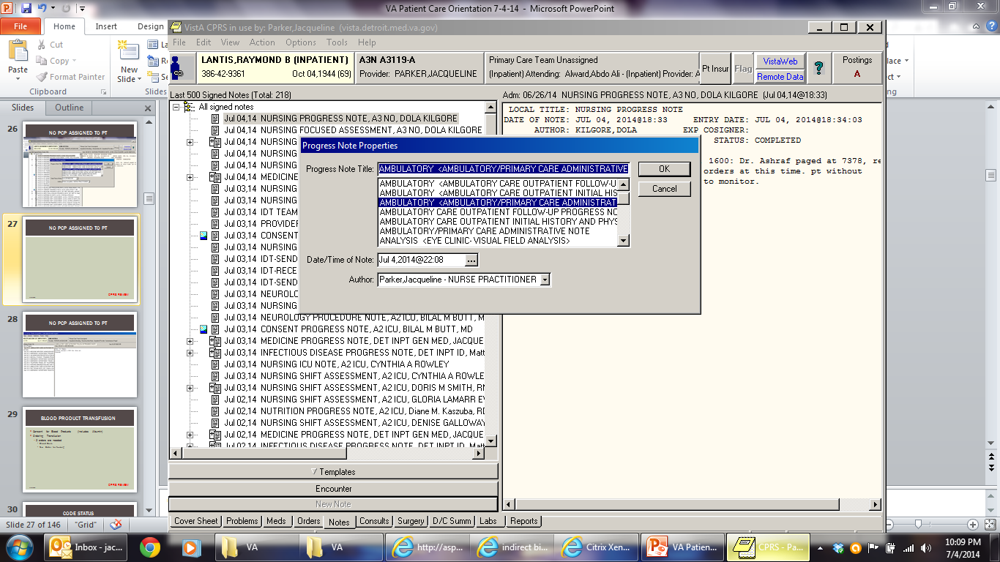 VA Patient Care Orientation 7-4-14 - Microsoft PowerPoint
File Home Insert Design
Cut
Copy
Format Painter
Paste
New Slide
Clipboard
Slides
Slides Outline
26
NO PCP ASSIGNED TO PT
27
NO PCP ASSIGNED TO PT
CPRS REVIEW
28
NO PCP ASSIGNED TO PT
29
BLOOD PRODUCT TRANSFUSION
CPRS REVIEW
30
CODE STATUS
Slide 27 of 146 "Grid"
VistA CPRS in use by: Parker,Jacqueline (vista.detroit.med.va.gov)
File Edit View Action Options Tools Help
LANTIS,RAYMOND B (INPATIENT)
386-42-9361 Oct 04,1944 (69)
A3N A3119-A
Provider: PARKER,JACQUELINE
Primary Care Team Unassigned
(Inpatient) Attending: Alward,Abdo Ali - (Inpatient) Provider: A
Pt Insur
Flag
VistaWeb
Remote Data
?
Postings
A
Last 500 Signed Notes (Total: 218)
Adm: 06/26/14 NURSING PROGRESS NOTE, A3 NO, DOLA KILGORE (Jul 04,14@18:33)
All signed notes
Jul 04,14 NURSING PROGRESS NOTE, A3 NO, DOLA KILGORE
Jul 04,14 NURSING FOCUSED ASSESSMENT, A3 NO, DOLA KILGORE
Jul 04,14 NURSING
Jul 04,14 NURSING
Jul 04,14 NURSING
Jul 04,14 MEDICINE
Jul 03,14 NURSING
Jul 03,14 NURSING
Jul 03,14 IDT TEAM
Jul 03,14 PROVIDER
Jul 03,14 CONSENT
Jul 03,14 NURSING
Jul 03,14 IDT-SEND
Jul 03,14 IDT-RECE
Jul 03,14 IDT-SEND
Jul 03,14 NEUROLO
Jul 03,14 NURSING
Jul 03,14 NEUROLOGY PROCEDURE NOTE, A2 ICU, BILAL M BUTT, M
Jul 03,14 CONSENT PROGRESS NOTE, A2 ICU, BILAL M BUTT, MD
Jul 03,14 MEDICINE PROGRESS NOTE, DET INPT GEN MED, JACQUE
Jul 03,14 INFECTIOUS DISEASE PROGRESS NOTE, DET INPT ID, Matt
Jul 03,14 NURSING ICU NOTE, A2 ICU, CYNTHIA A ROWLEY
Jul 03,14 NURSING SHIFT ASSESSMENT, A2 ICU, CYNTHIA A ROWLE
Jul 03,14 NURSING SHIFT ASSESSMENT, A2 ICU, DORIS M SMITH, RN
Jul 02,14 NURSING SHIFT ASSESSMENT, A2 ICU, GLORIA LAMARR EV
Jul 02,14 NUTRITION PROGRESS NOTE, A2 ICU, Diane M. Kaszuba, RD
Jul 02,14 NURSING SHIFT ASSESSMENT, A2 ICU, DENISE GALLOWAY
Jul 02,14 MEDICINE PROGRESS NOTE, DET INPT GEN MED, JACQUE
Jul 02,14 INFECTIOUS DISEASE PROGRESS NOTE, DET INPT ID, Matt
LOCAL TITLE: NURSING PROGRESS NOTE
DATE OF NOTE: JUL 04, 2014@18:33 ENTRY DATE: JUL 04, 2014@18:34:03
AUTHOR: KILGORE,DOLA EXP COSIGNER:
STATUS: COMPLETED
1600: Dr. Ashraf paged at 7378, re
orders at this time. pt without
to monitor.
Progress Note Properties
Progress Note Title: AMBULATORY <AMBULATORY/PRIMARY CARE ADMINISTRATIVE
OK
Cancel
AMBULATORY <AMBULATORY CARE OUTPATIENT FOLLOW-U
AMBULATORY <AMBULATORY CARE OUTPATIENT INITIAL HIS
AMBULATORY <AMBULATORY/PRIMARY CARE ADMINISTRAT
AMBULATORY CARE OUTPATIENT FOLLOW-UP PROGRESS NO
AMBULATORY CARE OUTPATIENT INITIAL HISTORY AND PHYS
AMBULATORY/PRIMARY CARE ADMINISTRATIVE NOTE
ANALYSIS <EYE CLINIC- VISUAL FIELD ANALYSIS>
Date/Time of Note: Jul 4,2014@22:08 ...
Author: Parker,Jacqueline - NURSE PRACTITIONER
Templates
Encounter
New Note
Cover Sheet Problems Meds Orders Notes Consults Surgery D/C Summ Labs Reports
Inbox - jac... VA VA http://asp... indirect bi... Citrix Xen... VA Patien... CPRS - Pa...
10:09 PM
7/4/2014